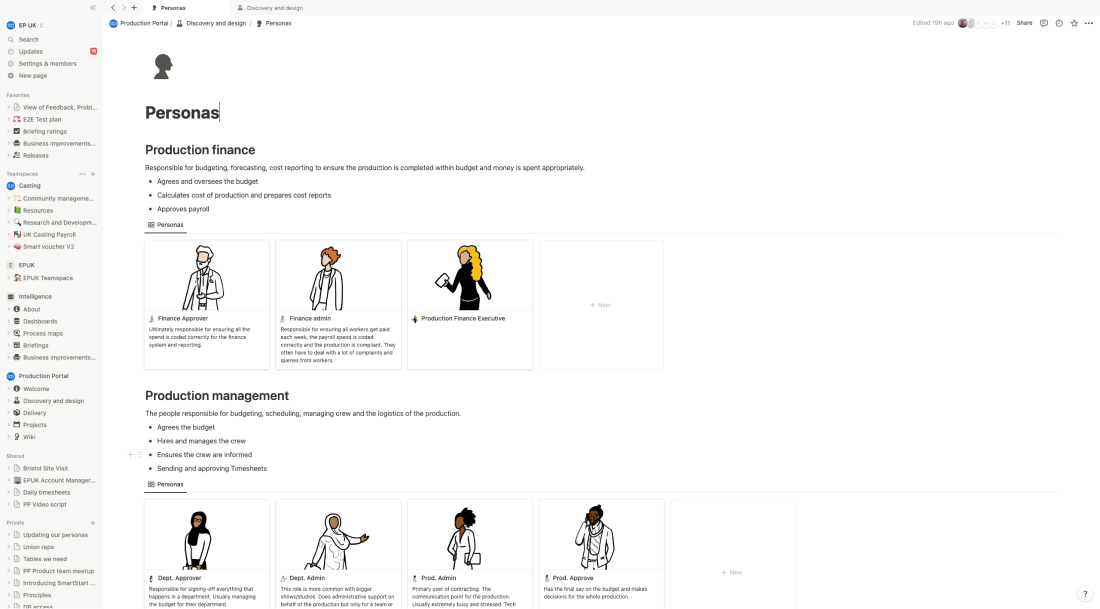 EP UK
Search
Updates
Settings & members
New page
Favorites
View of Feedback, Probl...
E2E Test plan
Briefing ratings
Business improvements...
Releases
Teamspaces
Casting
Community manageme...
Resources
Research and Developm...
UK Casting Payroll
Smart voucher V2
E EPUK
EPUK Teamspace
Intelligence
About
Dashboards
Process maps
Briefings
Business improvements...
Production Portal
Welcome
Discovery and design
Delivery
Projects
Wiki
Shared
Bristol Site Visit
EPUK Account Manager...
Daily timesheets
PP Video script
Private
Updating our personas
Union reps
Tables we need
PP Product team meetup
Introducing SmartStart ...
Principles
Personas
Discovery and design
Production Portal / Discovery and design / Personas
Edited 19h ago
+11
Share
Personas
Production finance
Responsible for budgeting, forecasting, cost reporting to ensure the production is completed within budget and money is spent appropriately.
• Agrees and oversees the budget
• Calculates cost of production and prepares cost reports
• Approves payroll
Personas
Finance Approver
Ultimately responsible for ensuring all the
spend is coded correctly for the finance
system and reporting.
Finance admin
Responsible for ensuring all workers get paid
each week, the payroll spend is coded
correctly and the production is compliant. They
often have to deal with a lot of complaints and
queries from workers.
Production Finance Executive
+ New
Production management
The people responsible for budgeting, scheduling, managing crew and the logistics of the production.
• Agrees the budget
• Hires and manages the crew
• Ensures the crew are informed
• Sending and approving Timesheets
Personas
Dept. Approver
Responsible for signing-off everything that
happens in a department. Usually managing
the budget for their department.
Dept. Admin
This role is more common with bigger
shows/studios. Does administrative support on
behalf of the production but only for a team or
Prod. Admin
Primary user of contracting. The
communication point for the production.
Usually extremely busy and stressed. Tech
Prod. Approve
Has the final say on the budget and makes
decisions for the whole production.
+ New
?